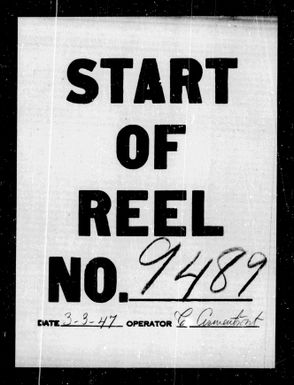 START
OF
REEL
NO. 9489
DATE 3-3-47 OPERATOR C.